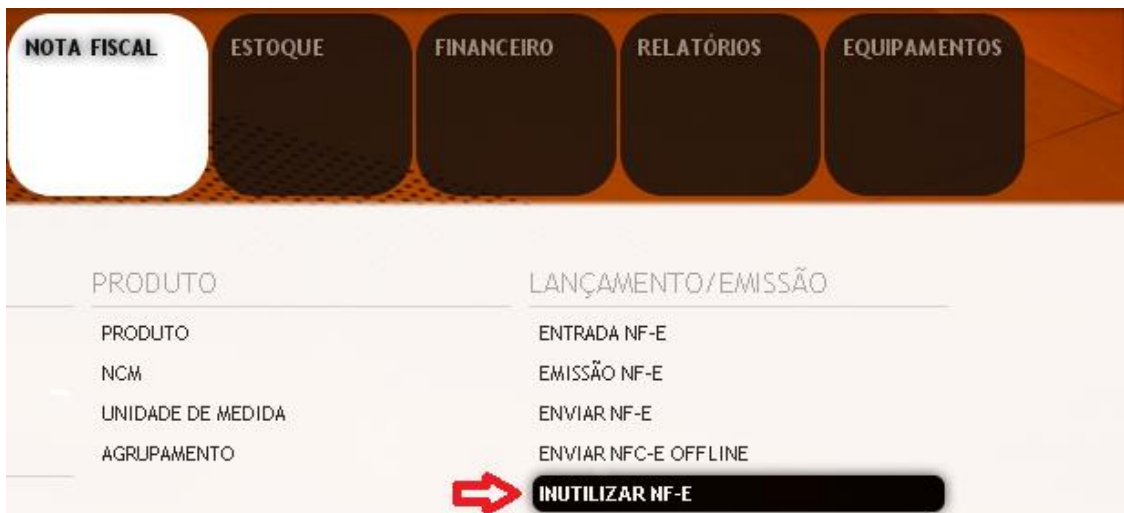 NOTA FISCAL
ESTOQUE
FINANCEIRO
RELATÓRIOS
EQUIPAMENTOS
PRODUTO
PRODUTO
NCM
UNIDADE DE MEDIDA
AGRUPAMENTO
LANÇAMENTO/EMISSÃO
ENTRADA NF-E
EMISSÃO NF-E
ENVIAR NF-E
ENVIAR NFC-E OFFLINE
INUTILIZAR NF-E